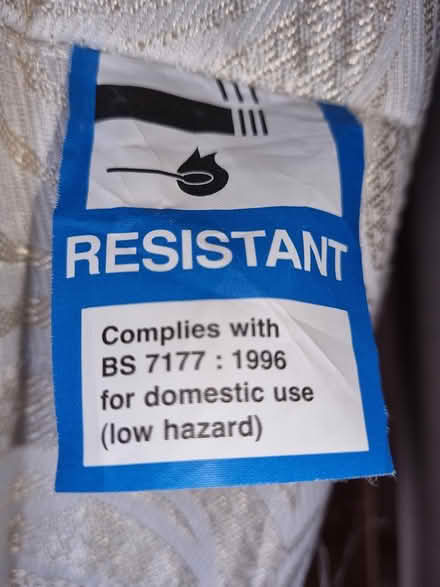 RESISTANT
Complies with
BS 7177 : 1996
for domestic use
(low hazard)